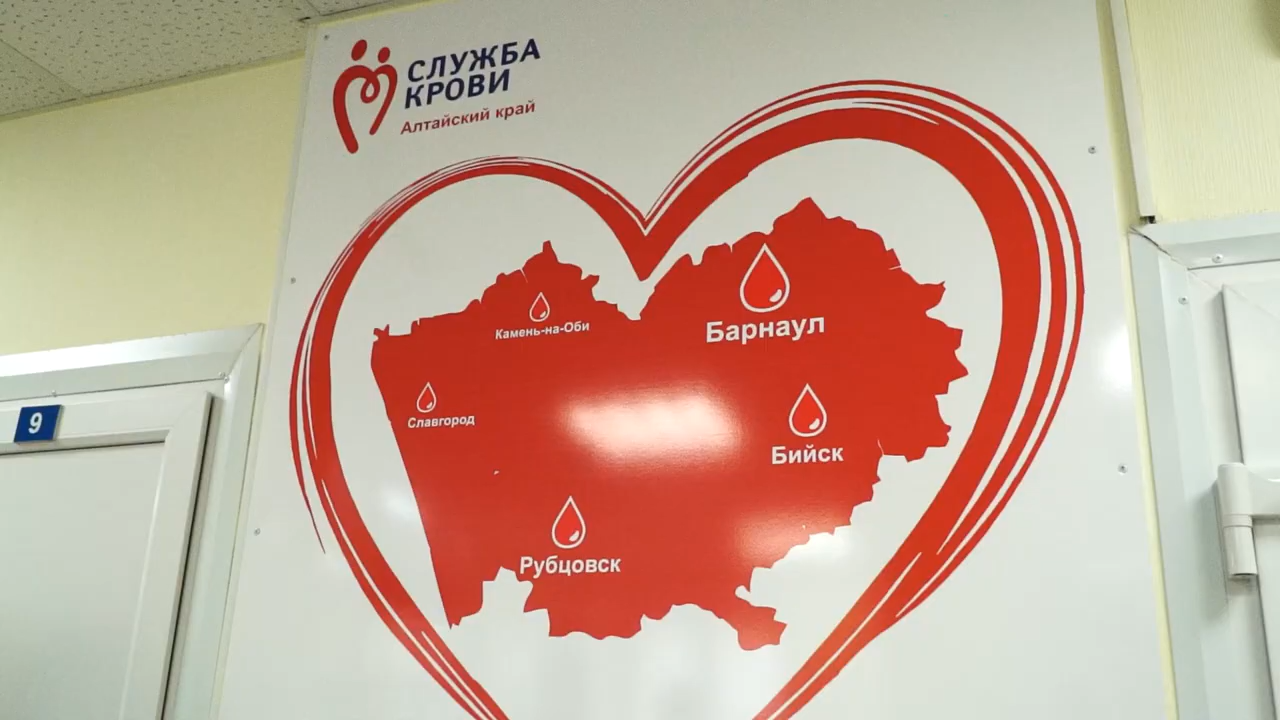 СЛУЖБА
КРОВИ
Алтайский край
Камень-на-Оби
Барнаул
Славгород
Бийск
Рубцовск
9